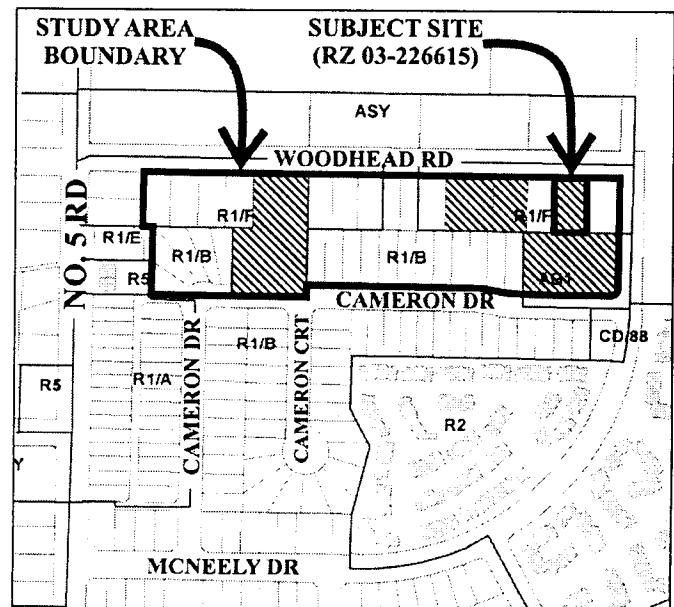 STUDY AREA
BOUNDARY
SUBJECT SITE
(RZ 03-226615)
ASY
WOODHEAD RD
NO. 5 RD
R1/F
R1/F
R1/E
R1/B
R1/B
R5
AG1
CAMERON DR
CD/88
R1/B
R5
R1/A
CAMERON DR
CAMERON CRT
R2
Y
MCNEELY DR